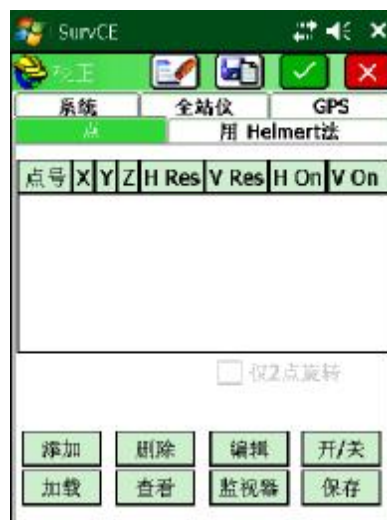 SurvCE
校正
系统 全站仪 GPS
点 用 Helmert法
点号 X Y Z H Res V Res H On V On
仅2点旋转
添加 删除 编辑 开/关
加载 查看 监视器 保存